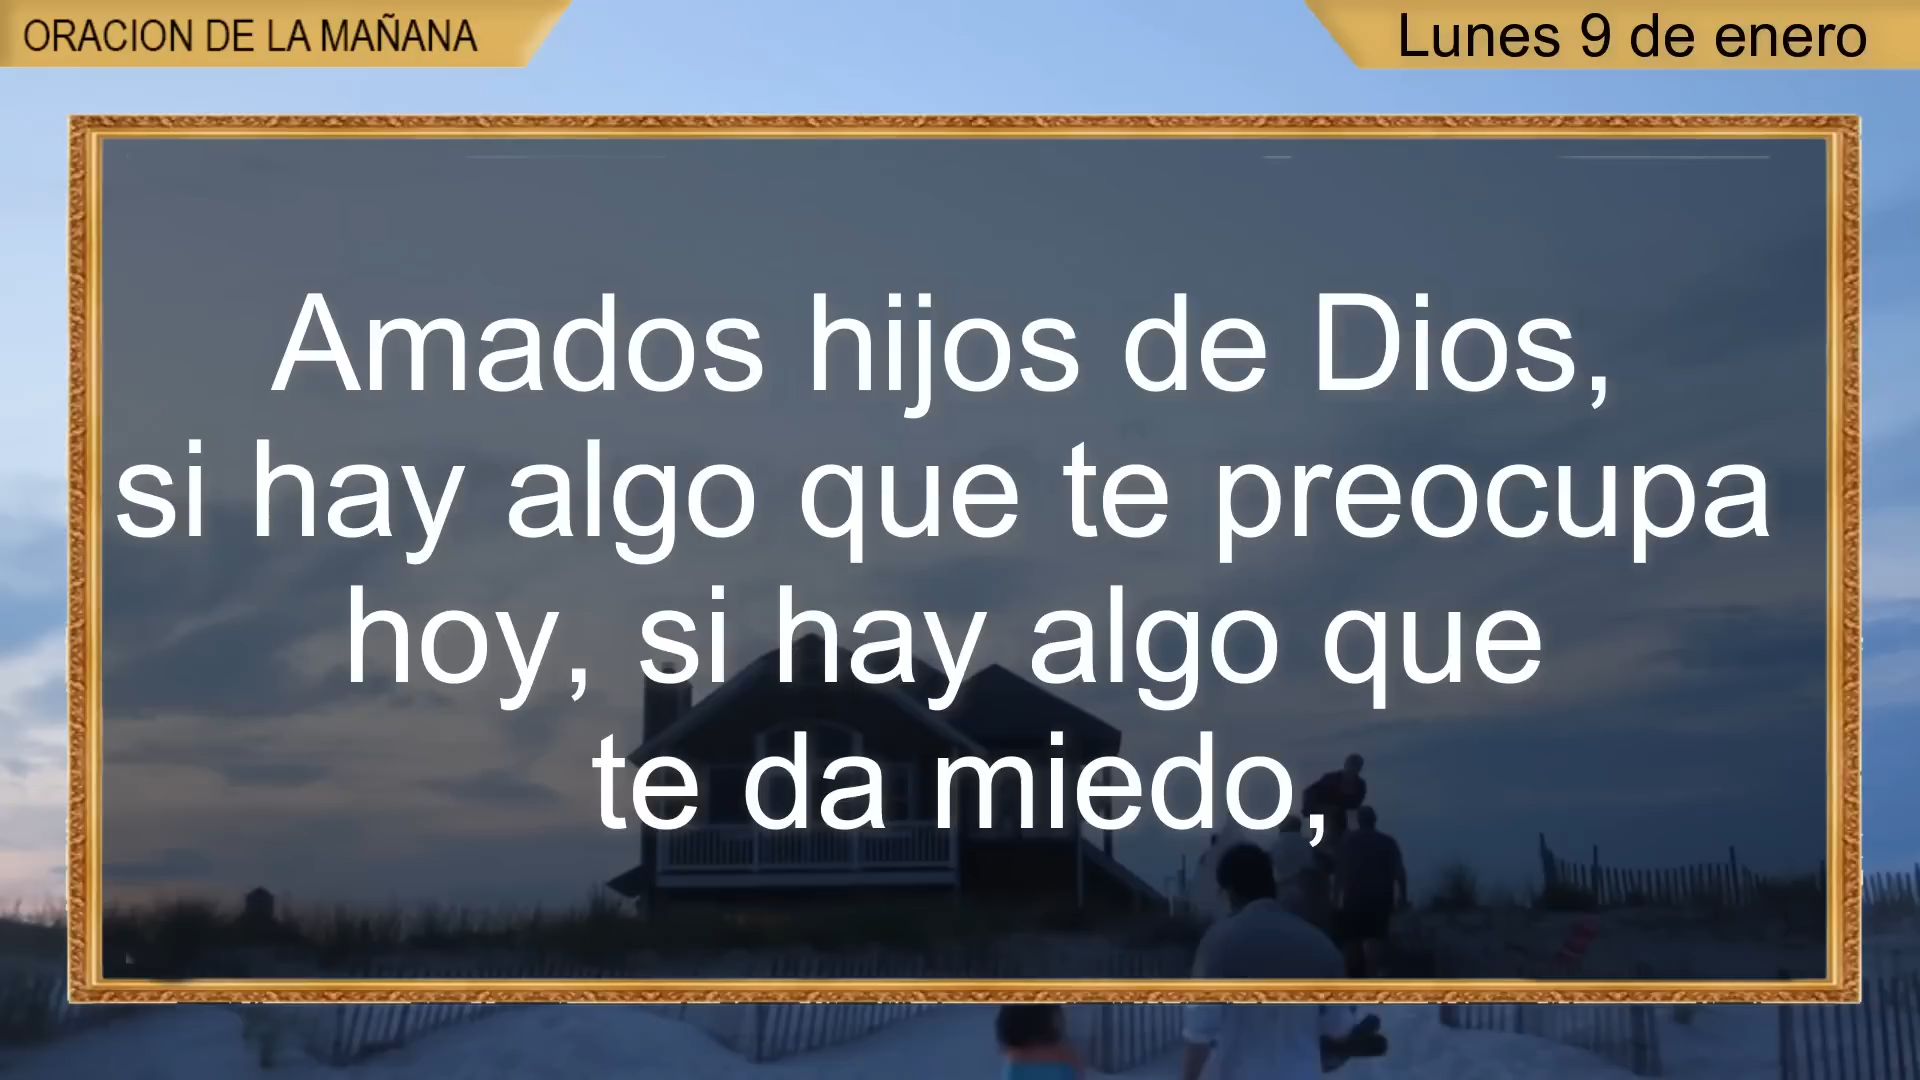 ORACION DE LA MAÑANA
Lunes 9 de enero
Amados hijos de Dios,
si hay algo que te preocupa
hoy, si hay algo que
te da miedo,